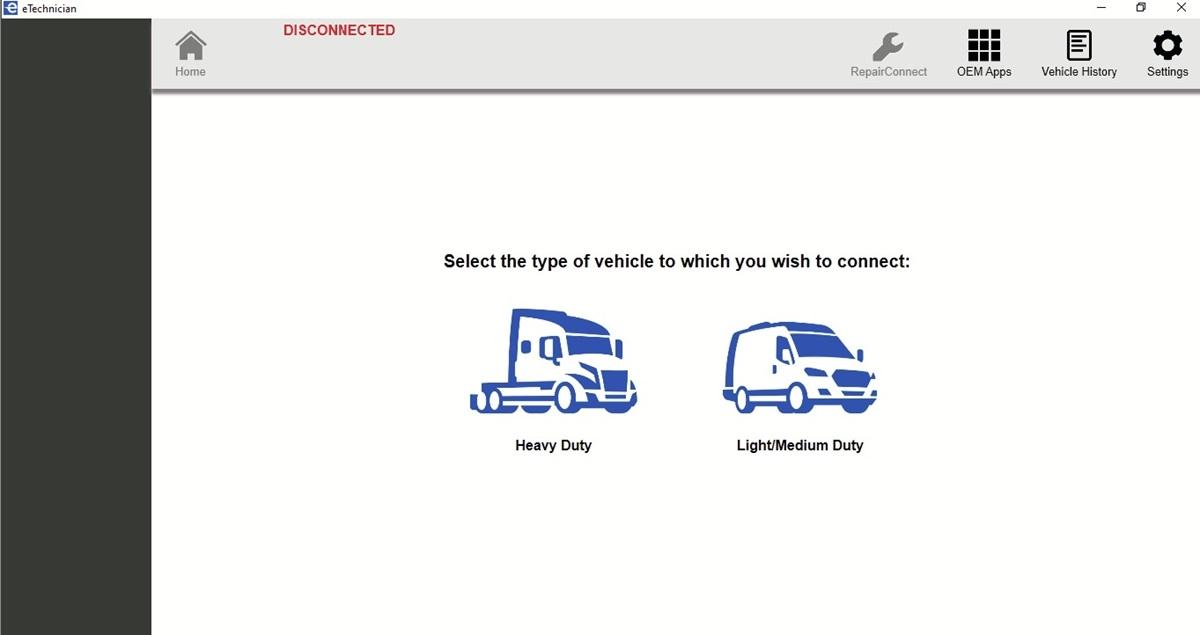 eTechnician
DISCONNECTED
Home
RepairConnect
OEM Apps
Vehicle History
Settings
Select the type of vehicle to which you wish to connect:
Heavy Duty
Light/Medium Duty